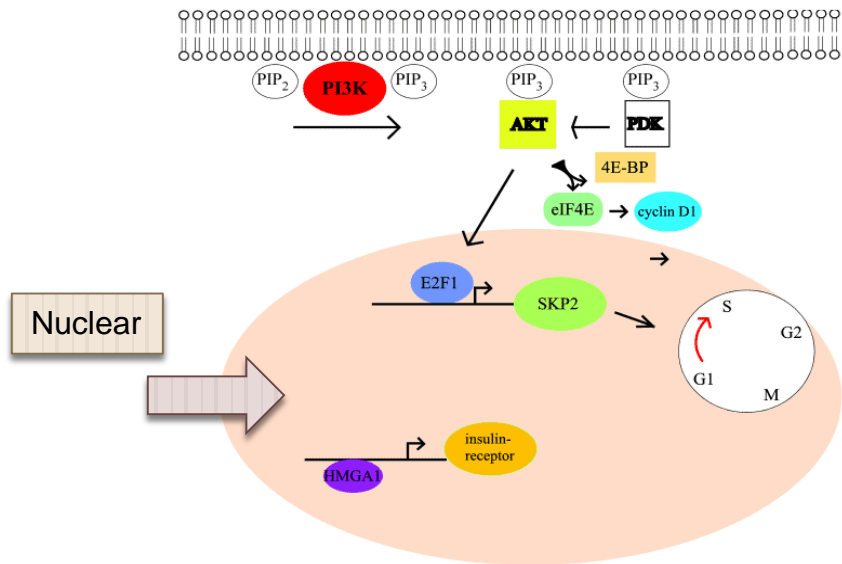 PIP2
PI3K
PIP3
PIP3
PIP3
AKT
PDK
4E-BP
eIF4E
cyclin D1
E2F1
SKP2
Nuclear
S
G2
G1
M
insulin-
receptor
HMGA1